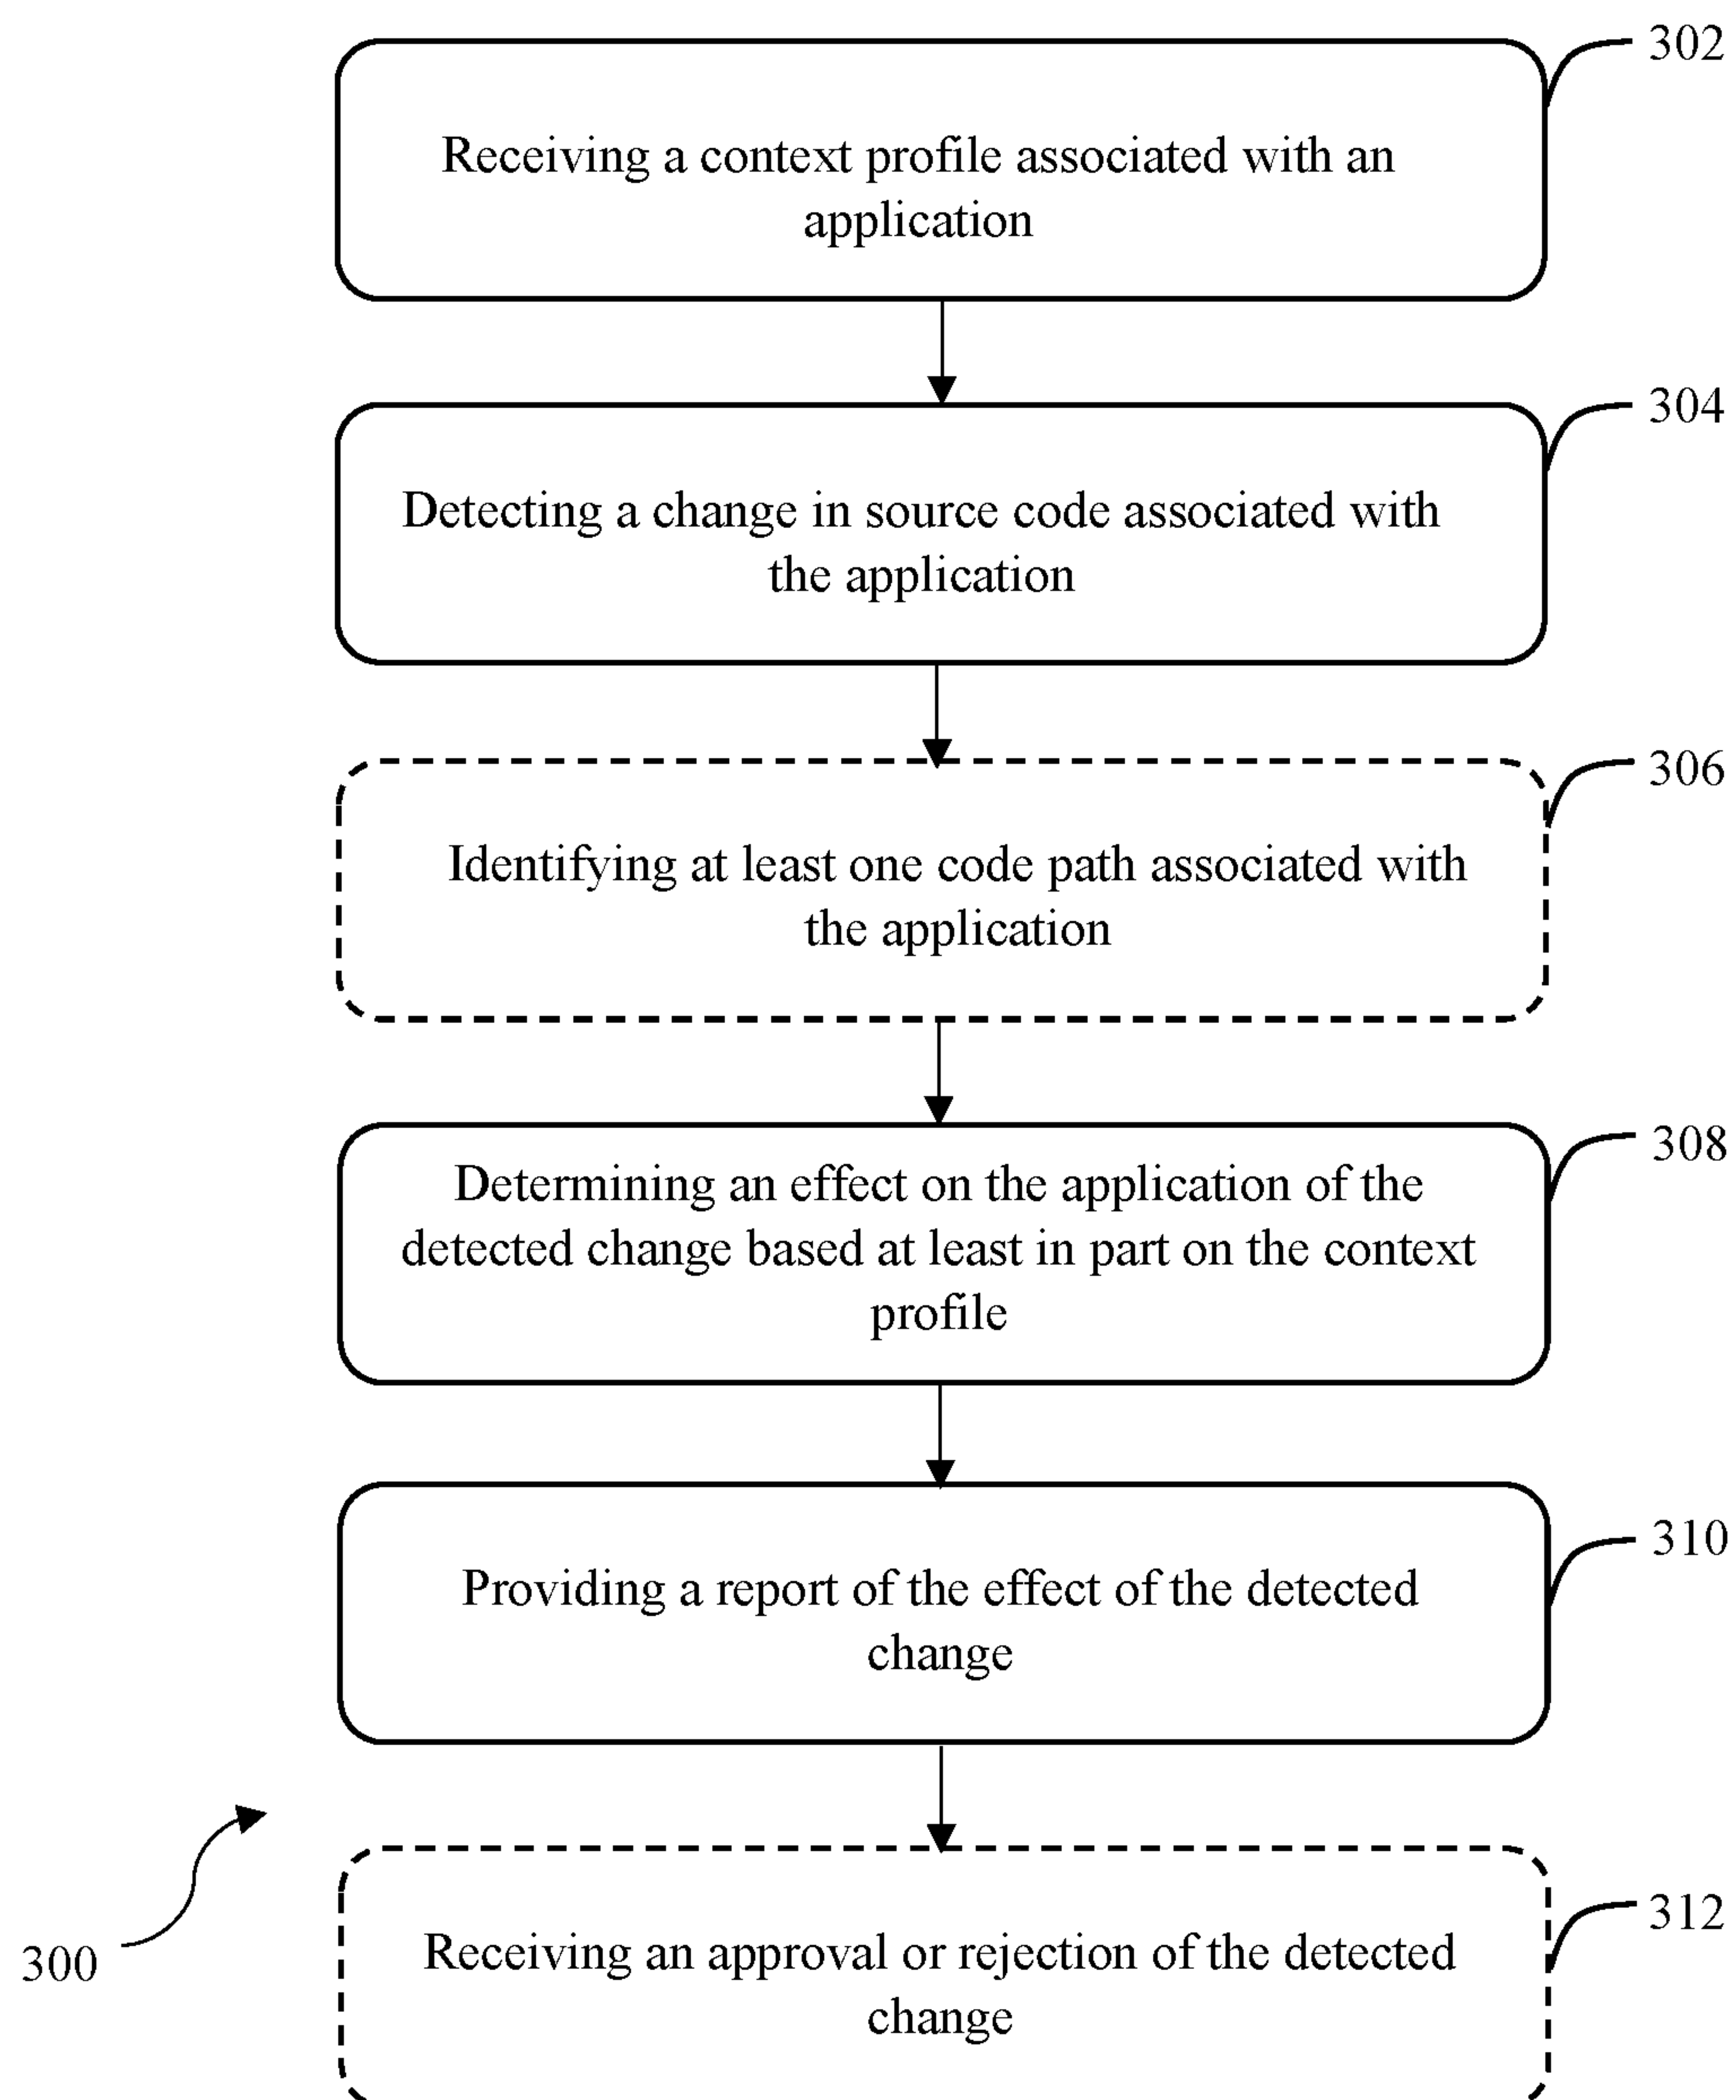 302
Receiving a context profile associated with an
application
304
Detecting a change in source code associated with
the application
306
Identifying at least one code path associated with
the application
308
Determining an effect on the application of the
detected change based at least in part on the context
profile
310
Providing a report of the effect of the detected
change
312
Receiving an approval or rejection of the detected
change
300